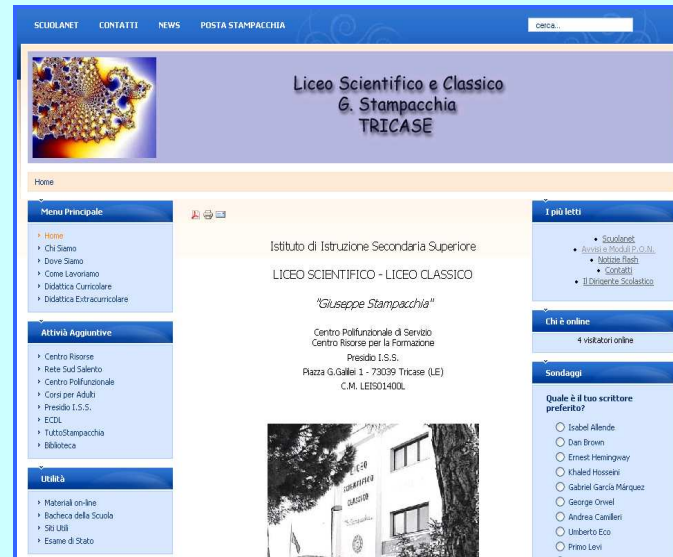 SCUOLANET CONTATTI NEWS POSTA STAMPACCHIA
cerca...
Liceo Scientifico e Classico
G. Stampacchia
TRICASE
Home
Menu Principale
Home
Chi Siamo
Dove Siamo
Come Lavoriamo
Didattica Curricolare
Didattica Extracurricolare
Attivià Aggiuntive
Centro Risorse
Rete Sud Salento
Centro Polifunzionale
Corsi per Adulti
Presidio I.S.S.
ECDL
TuttoStampacchia
Biblioteca
Utilità
Materiali on-line
Bacheca della Scuola
Siti Utili
Esame di Stato
Istituto di Istruzione Secondaria Superiore
LICEO SCIENTIFICO - LICEO CLASSICO
"Giuseppe Stampacchia"
Centro Polifunzionale di Servizio
Centro Risorse per la Formazione
Presidio I.S.S.
Piazza G.Galilei 1 - 73039 Tricase (LE)
C.M. LEIS01400L
LICEO
SCIENTIFICO
CLASSICO
I più letti
Scuolanet
Avvisi e Moduli P.O.N.
Notizie flash
Contatti
Il Dirigente Scolastico
Chi è online
4 visitatori online
Sondaggi
Quale è il tuo scrittore
preferito?
Isabel Allende
Dan Brown
Ernest Hemingway
Khaled Hosseini
Gabriel García Márquez
George Orwel
Andrea Camilleri
Umberto Eco
Primo Levi